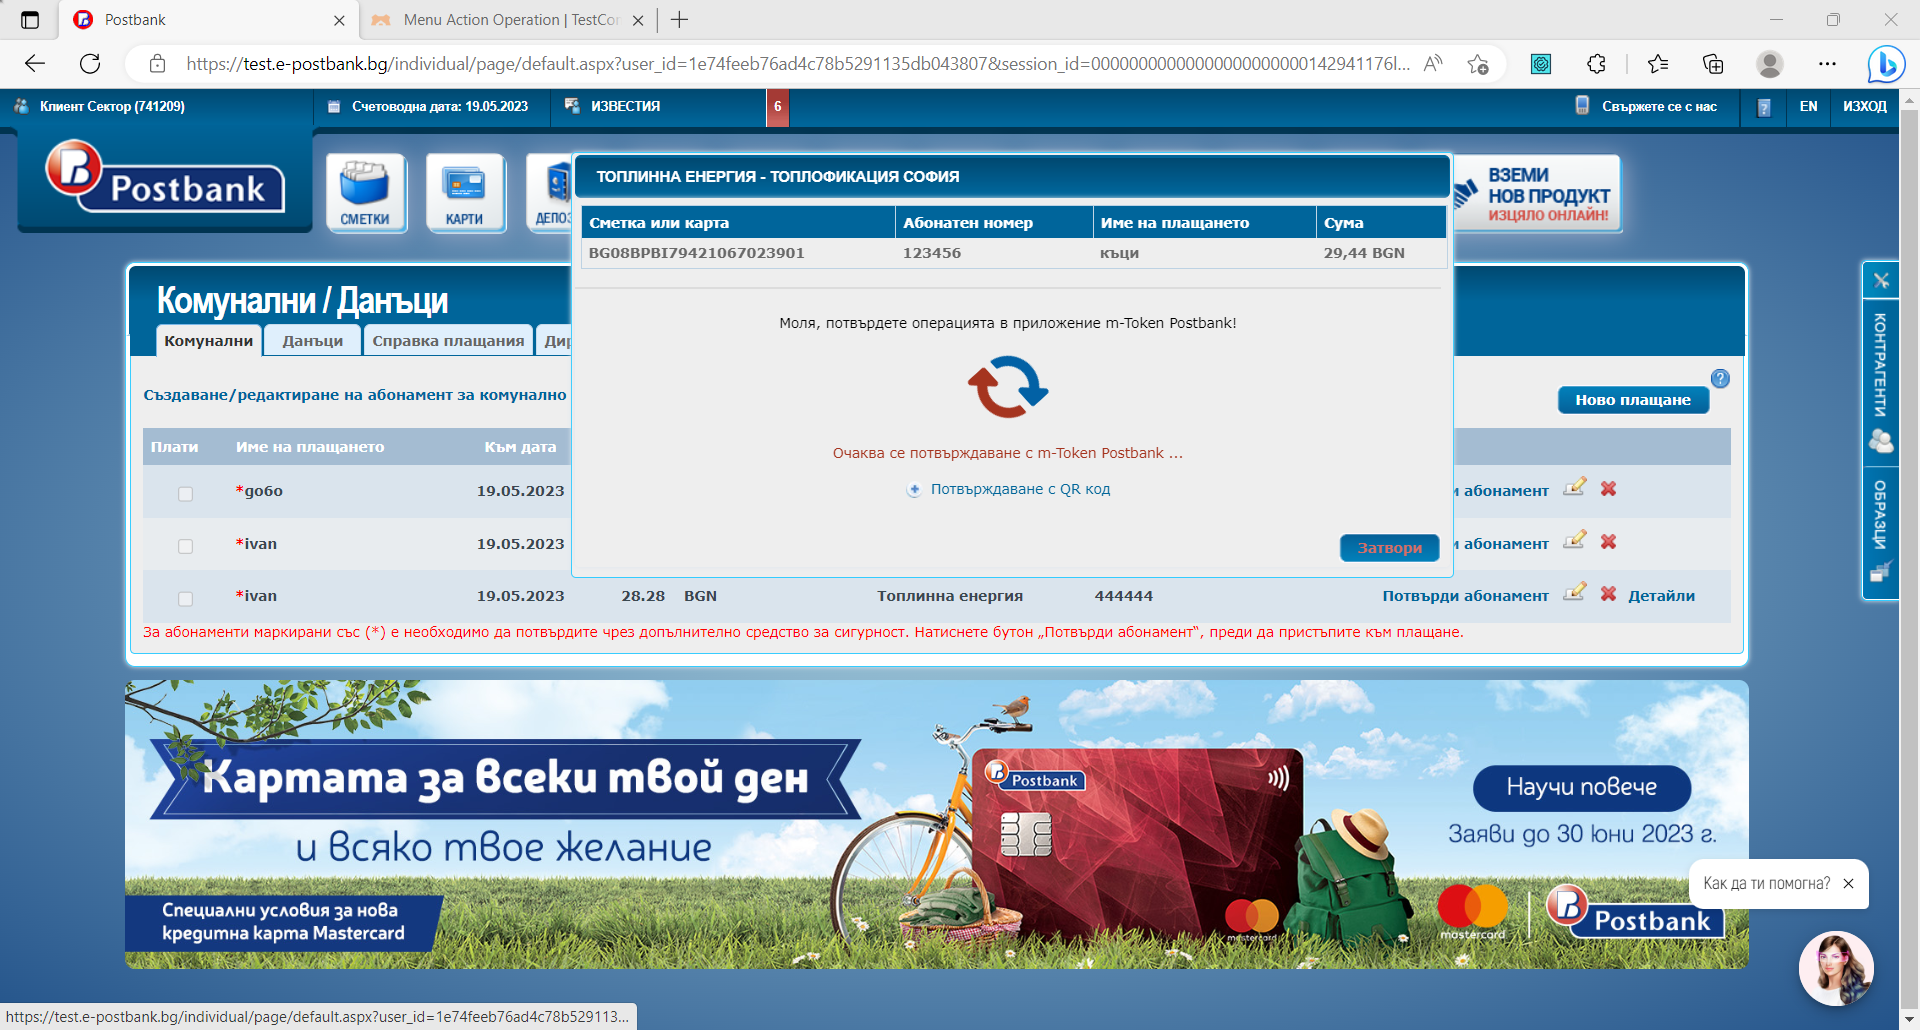 Postbank
Menu Action Operation | TestCor
https://test.e-postbank.bg/individual/page/default.aspx?user_id=1e74feeb76ad4c78b5291135db043807&session_id=
Клиент Сектор (741209)
Счетоводна дата: 19.05.2023
ИЗВЕСТИЯ
6
Свържете се с нас
EN
ИЗХОД
Postbank
СМЕТКИ
КАРТИ
ДЕПОЗ
ВЗЕМИ
НОВ ПРОДУКТ
ИЗЦЯЛО ОНЛАЙН!
ТОПЛИННА ЕНЕРГИЯ - ТОПЛОФИКАЦИЯ СОФИЯ
Сметка или карта Абонатен номер Име на плащането Сума
BG08BPBI79421067023901 123456 къци 29,44 BGN
Моля, потвърдете операцията в приложение m-Token Postbank!
Очаква се потвърждаване с m-Token Postbank ...
Потвърждаване с QR код
Затвори
Комунални / Данъци
Комунални Данъци Справка плащания Дир
Създаване/редактиране на абонамент за комунално
Ново плащане
Плати Име на плащането Към дата
*gобо 19.05.2023 и абонамент
*ivan 19.05.2023 и абонамент
*ivan 19.05.2023 28.28 BGN Топлинна енергия 444444 Потвърди абонамент Детайли
За абонаменти маркирани със (*) е необходимо да потвърдите чрез допълнително средство за сигурност. Натиснете бутон „Потвърди абонамент“, преди да пристъпите към плащане.
КОНТРАГЕНТИ
ОБРАЗЦИ
Картата за всеки твой ден
и всяко твое желание
Специални условия за нова
кредитна карта Mastercard
Postbank
mastercard
Научи повече
Заяви до 30 юни 2023 г.
mastercard
Postbank
Как да ти помогна?
https://test.e-postbank.bg/individual/page/default.aspx?user_id=1e74feeb76ad4c78b529113...